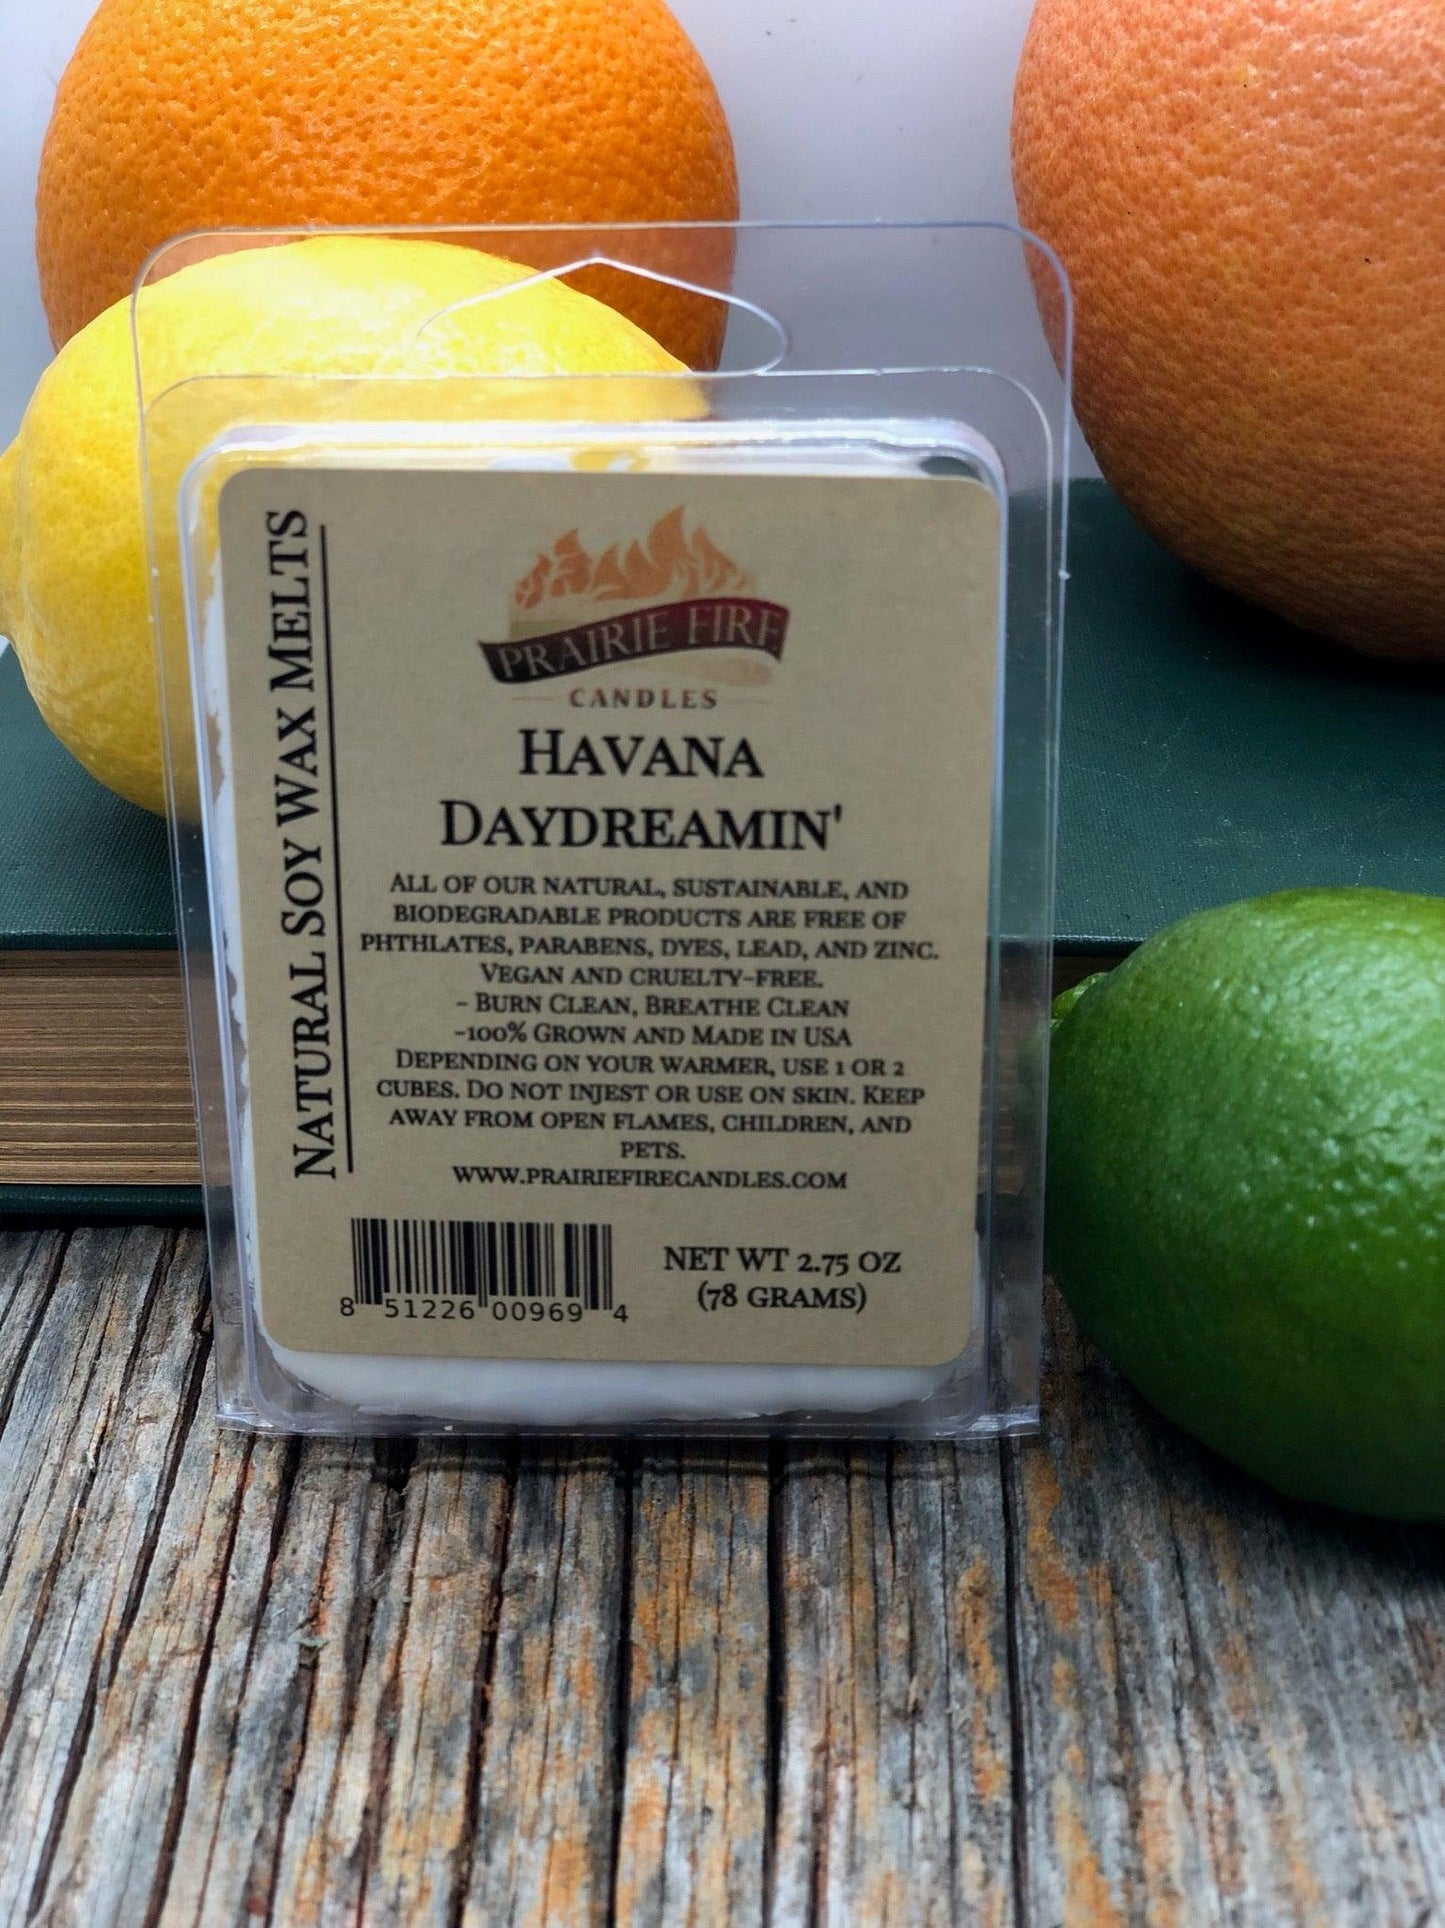 NATURAL SOY WAX MELTS
PRAIRIE FIRE
CANDLES
HAVANA
DAYDREAMIN'
ALL OF OUR NATURAL, SUSTAINABLE, AND
BIODEGRADABLE PRODUCTS ARE FREE OF
PHTHLATES, PARABENS, DYES, LEAD, AND ZINC.
VEGAN AND CRUELTY-FREE.
- BURN CLEAN, BREATHE CLEAN
-100% GROWN AND MADE IN USA
DEPENDING ON YOUR WARMER, USE 1 OR 2
CUBES. DO NOT INJEST OR USE ON SKIN. KEEP
AWAY FROM OPEN FLAMES, CHILDREN, AND
PETS.
WWW.PRAIRIEFIRECANDLES.COM
8 51226 00969 4
NET WT 2.75 OZ
(78 GRAMS)